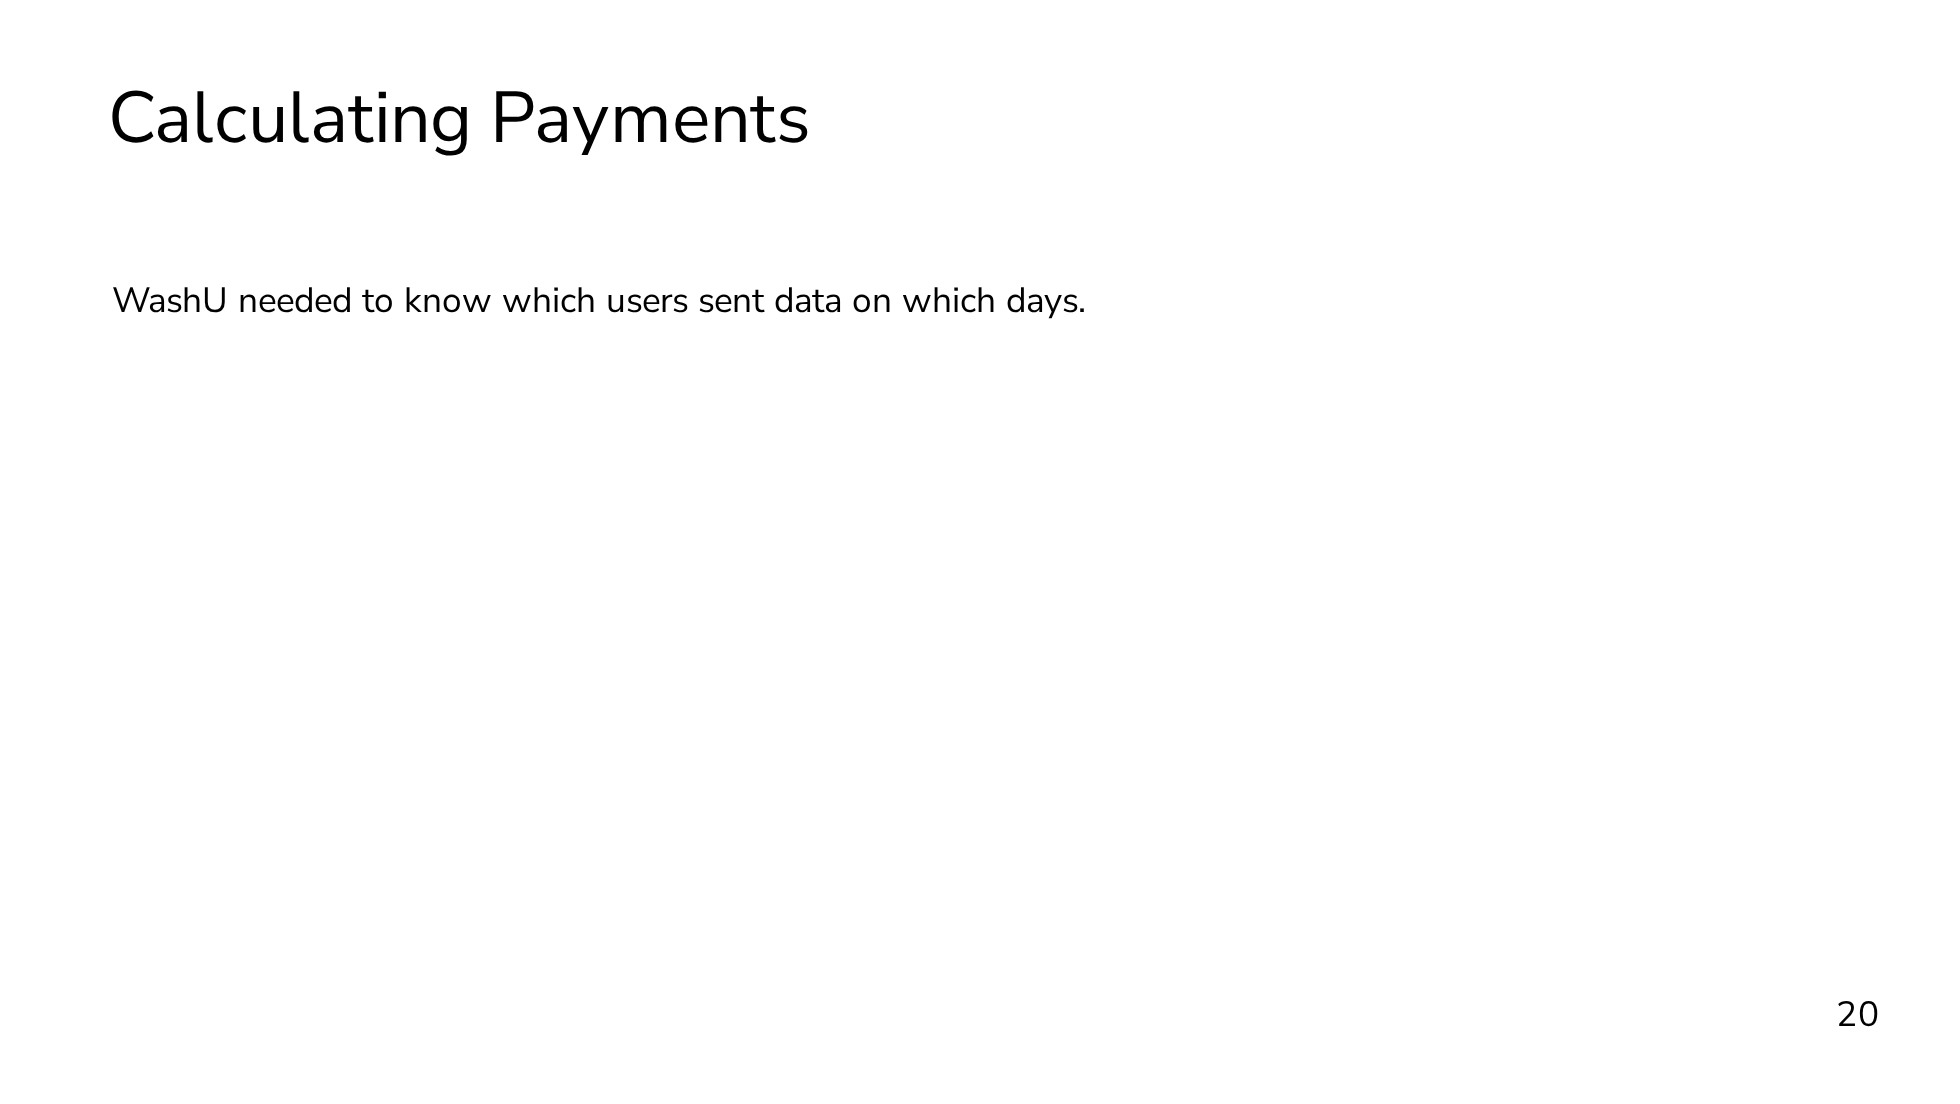 Calculating Payments
WashU needed to know which users sent data on which days.
20